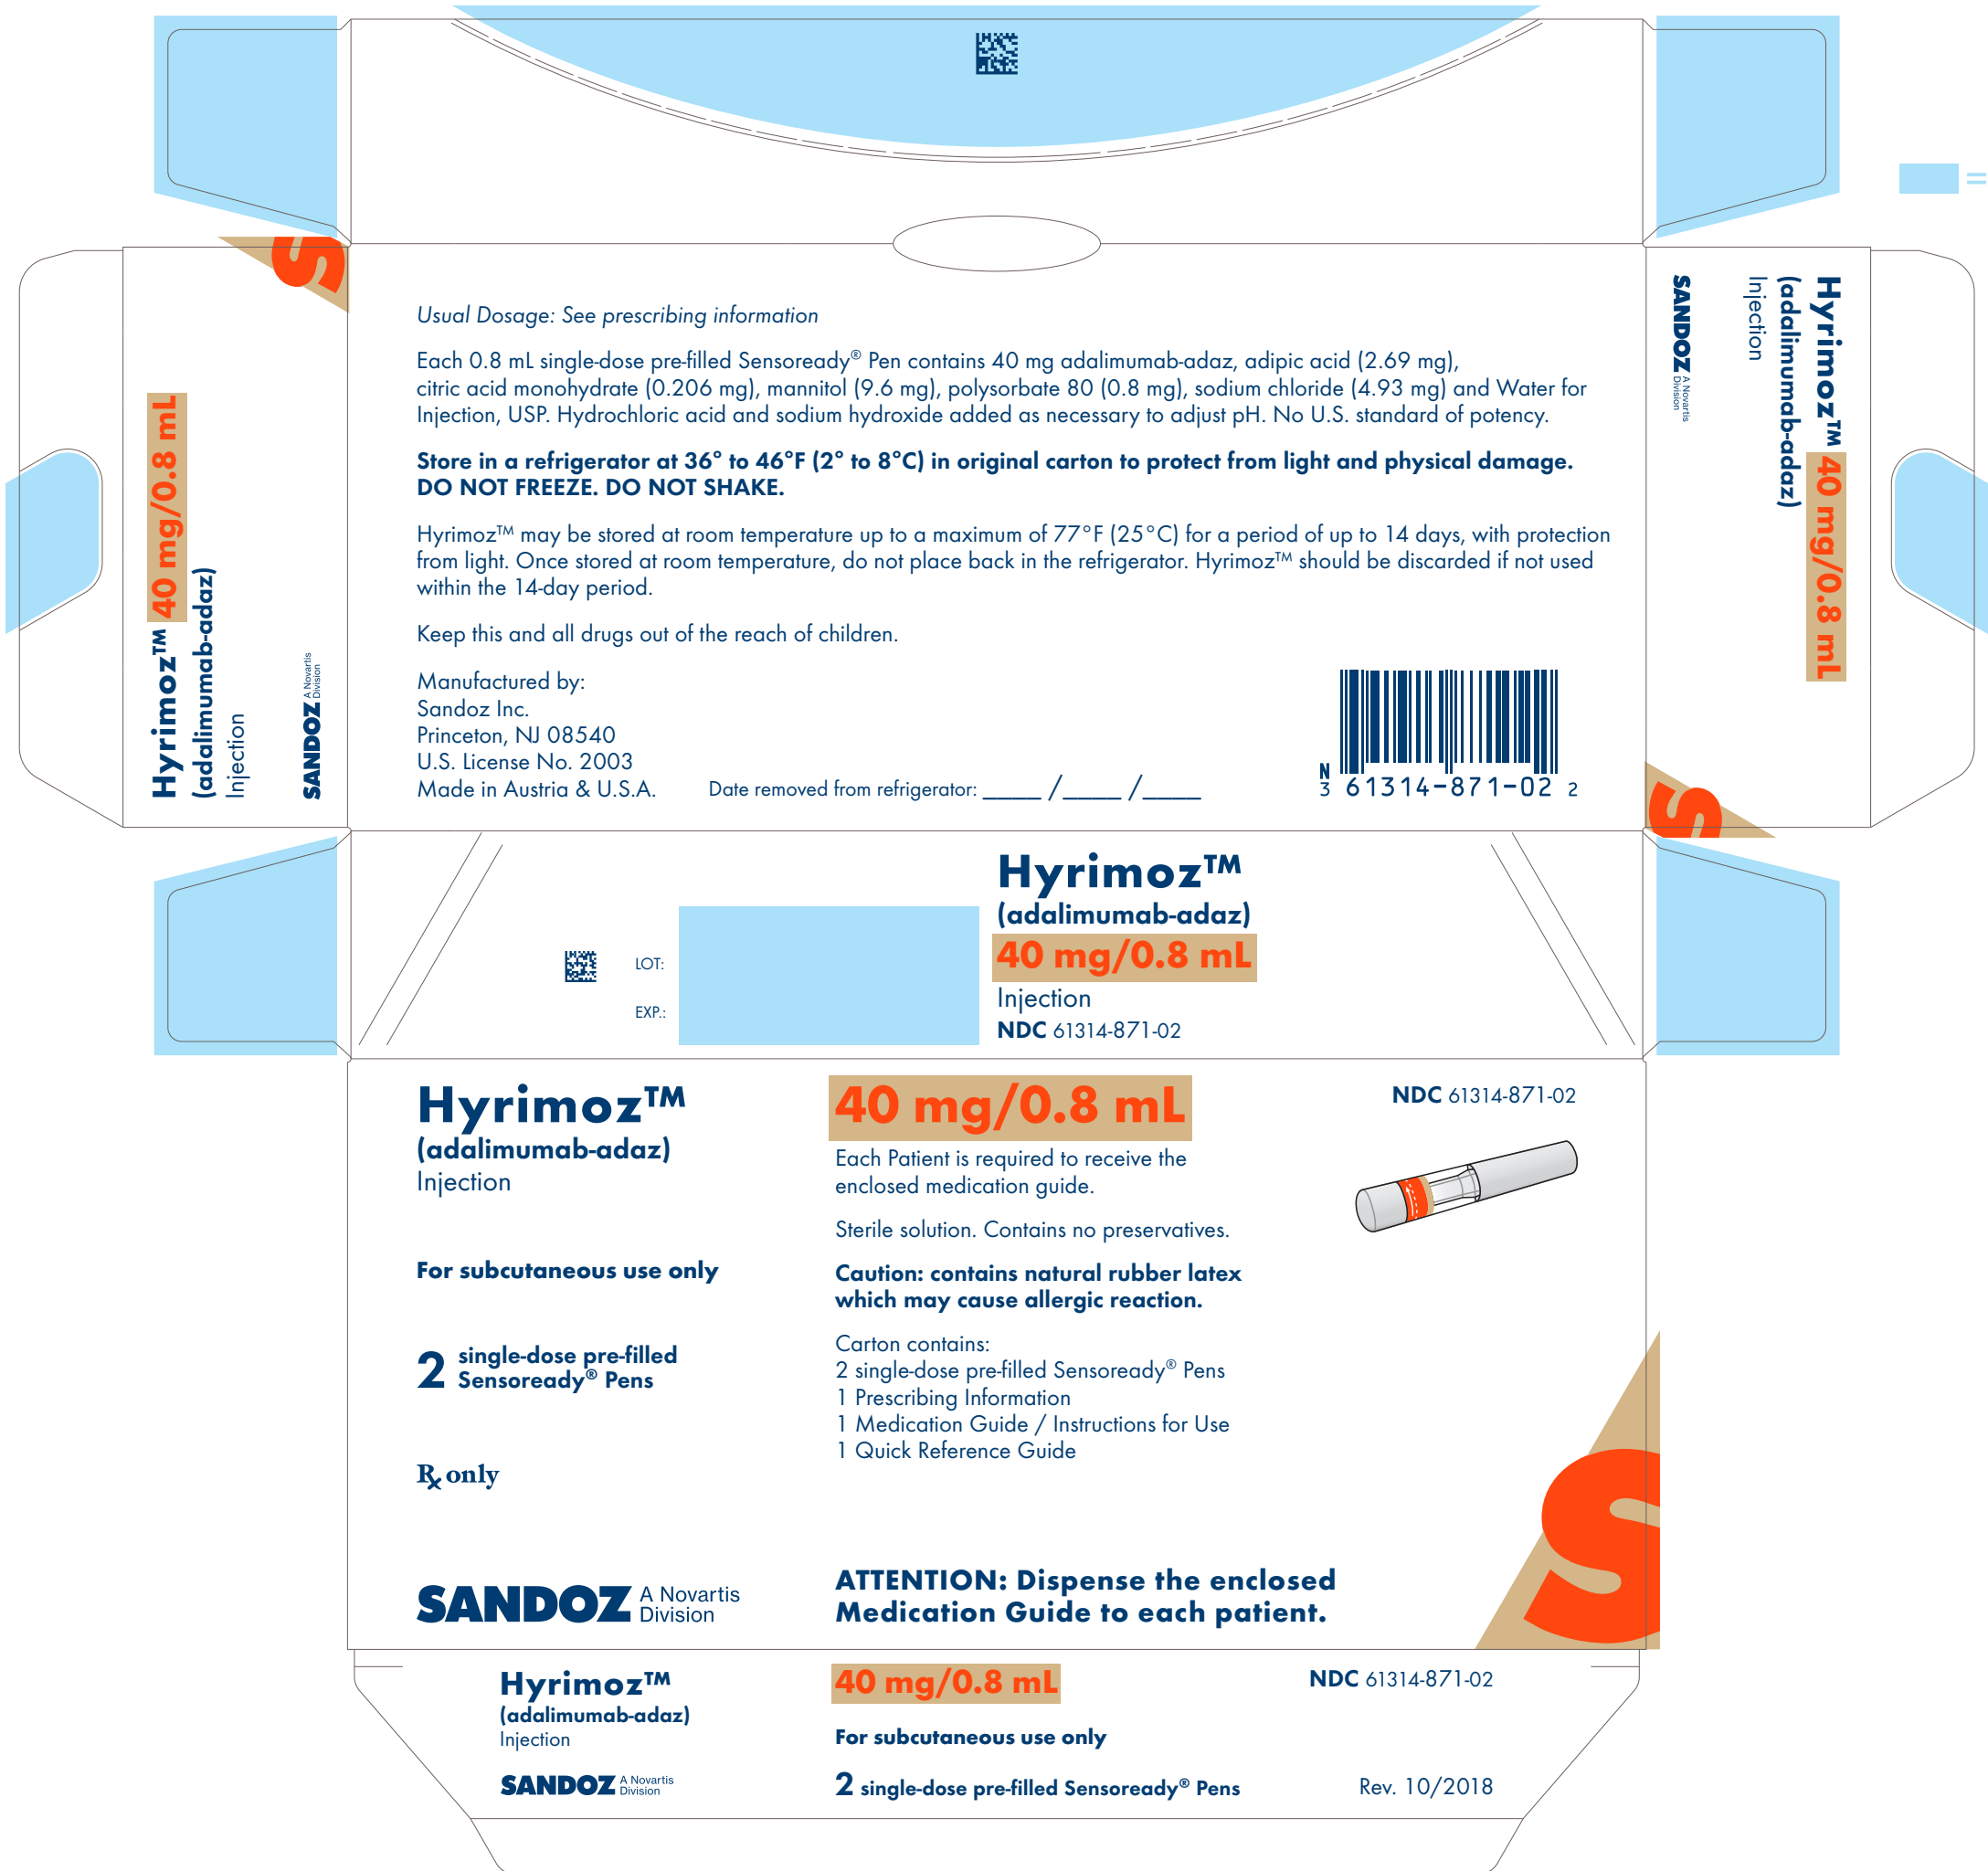 Usual Dosage: See prescribing information
Each 0.8 mL single-dose pre-filled Sensoready® Pen contains 40 mg adalimumab-adaz, adipic acid (2.69 mg),
citric acid monohydrate (0.206 mg), mannitol (9.6 mg), polysorbate 80 (0.8 mg), sodium chloride (4.93 mg) and Water for
Injection, USP. Hydrochloric acid and sodium hydroxide added as necessary to adjust pH. No U.S. standard of potency.
Store in a refrigerator at 36° to 46°F (2° to 8°C) in original carton to protect from light and physical damage.
DO NOT FREEZE. DO NOT SHAKE.
Hyrimoz™ may be stored at room temperature up to a maximum of 77°F (25°C) for a period of up to 14 days, with protection
from light. Once stored at room temperature, do not place back in the refrigerator. Hyrimoz™ should be discarded if not used
within the 14-day period.
Keep this and all drugs out of the reach of children.
Manufactured by:
Sandoz Inc.
Princeton, NJ 08540
U.S. License No. 2003
Made in Austria & U.S.A.
Date removed from refrigerator: ____ /____ /____
N
3 61314-871-02 2
Hyrimoz™ 40 mg/0.8 mL
(adalimumab-adaz)
Injection
SANDOZ A Novartis
Division
S
Hyrimoz™ 40 mg/0.8 mL
(adalimumab-adaz)
Injection
SANDOZ A Novartis
Division
S
LOT:
EXP.:
Hyrimoz™
(adalimumab-adaz)
40 mg/0.8 mL
Injection
NDC 61314-871-02
Hyrimoz™
(adalimumab-adaz)
Injection
For subcutaneous use only
2 single-dose pre-filled
Sensoready® Pens
Rx only
SANDOZ A Novartis
Division
40 mg/0.8 mL
Each Patient is required to receive the
enclosed medication guide.
Sterile solution. Contains no preservatives.
Caution: contains natural rubber latex
which may cause allergic reaction.
Carton contains:
2 single-dose pre-filled Sensoready® Pens
1 Prescribing Information
1 Medication Guide / Instructions for Use
1 Quick Reference Guide
ATTENTION: Dispense the enclosed
Medication Guide to each patient.
NDC 61314-871-02
S
Hyrimoz™
(adalimumab-adaz)
Injection
SANDOZ A Novartis
Division
40 mg/0.8 mL
For subcutaneous use only
2 single-dose pre-filled Sensoready® Pens
NDC 61314-871-02
Rev. 10/2018